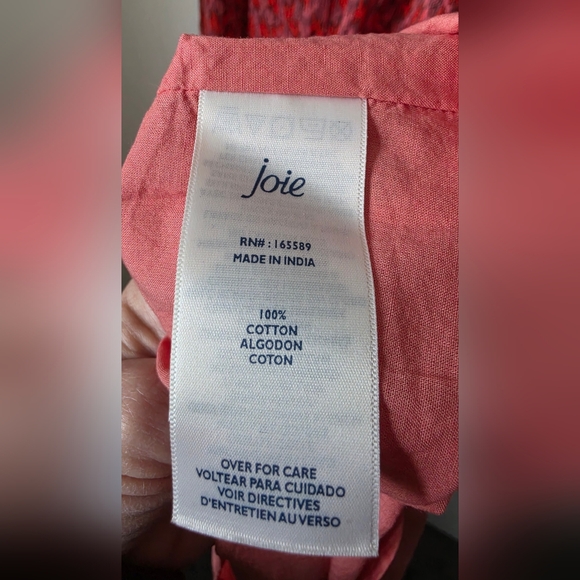 joie
RN#: 165589
MADE IN INDIA
100%
COTTON
ALGODON
COTON
OVER FOR CARE
VOLTEAR PARA CUIDADO
VOIR DIRECTIVES
D'ENTRETIEN AU VERSO